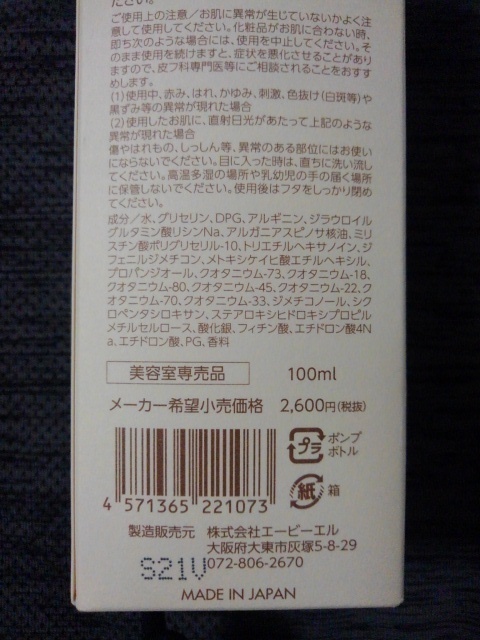 ださい。
ご使用上の注意／お肌に異常が生じていないかよく注
意して使用してください。化粧品がお肌に合わない時、
即ち次のような場合には、使用を中止してください。そ
のまま使用を続けますと、症状を悪化させることがあり
ますので、皮フ科専門医等にご相談されることをおすす
めします。
(1)使用中、赤み、はれ、かゆみ、刺激、色抜け(白斑等)や
黒ずみ等の異常が現れた場合
(2)使用したお肌に、直射日光があたって上記のような
異常が現れた場合
傷やはれもの、しっしん等、異常のある部位にはお使い
にならないでください。目に入った時は、直ちに洗い流し
てください。高温多湿の場所や乳幼児の手の届く場所
に保管しないでください。使用後はフタをしっかり閉め
てください。
成分／水、グリセリン、DPG、アルギニン、ジラウロイル
グルタミン酸リシンNa、アルガニアスピノサ核油、ミリ
スチン酸ポリグリセリル-10、トリエチルヘキサノイン、ジ
フェニルジメチコン、メトキシケイヒ酸エチルヘキシル、
プロパンジオール、クオタニウム-73、クオタニウム-18、
クオタニウム-80、クオタニウム-45、クオタニウム-22、ク
オタニウム-70、クオタニウム-33、ジメチコノール、シク
ロペンタシロキサン、ステアロキシヒドロキシプロピル
メチルセルロース、酸化銀、フィチン酸、エチドロン酸4N
a、エチドロン酸、PG、香料
美容室専売品 100ml
メーカー希望小売価格 2,600円(税抜)
プラ ポンプ
ボトル
紙 箱
4 571365 221073
製造販売元 株式会社エービーエル
大阪府大東市灰塚5-8-29
072-806-2670
S21V
MADE IN JAPAN